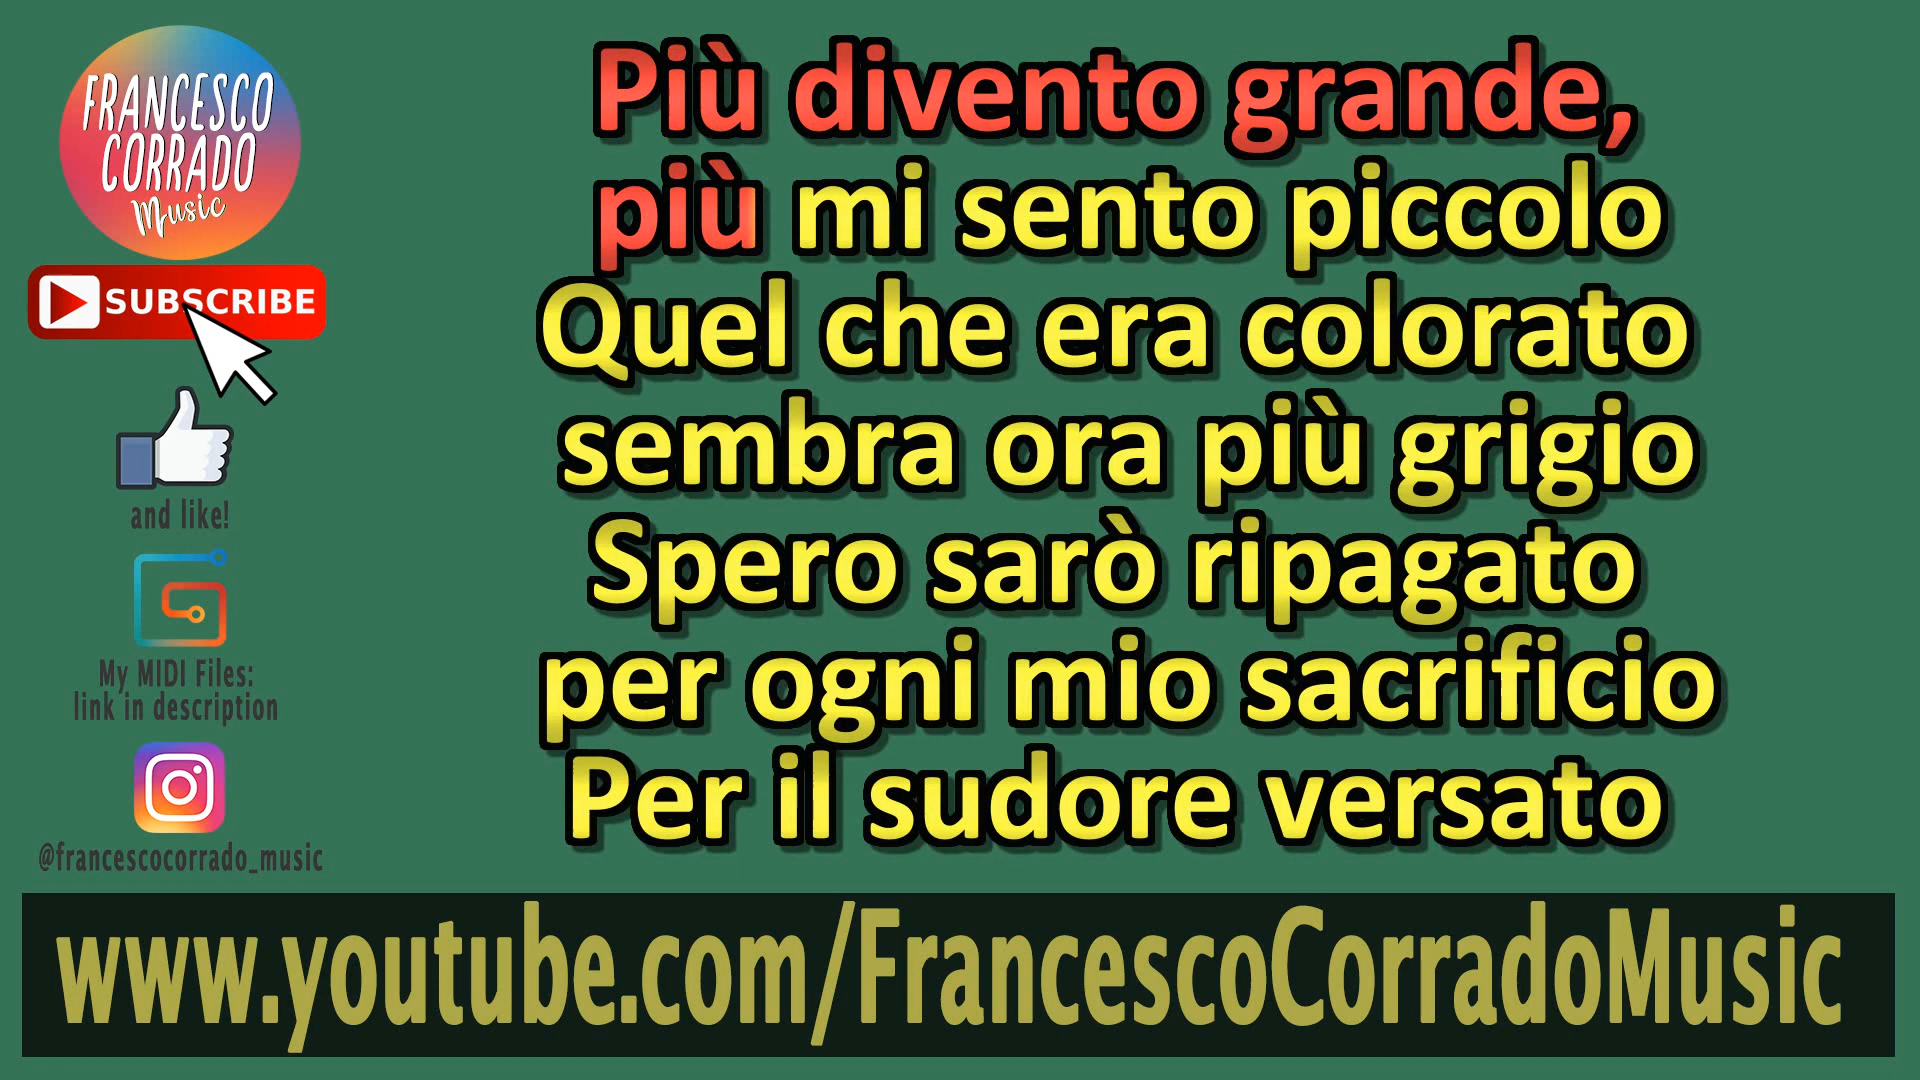 FRANCESCO
CORRADO
Music
SUBSCRIBE
and like!
My MIDI Files:
link in description
@francescocorrado_music
Più divento grande,
più mi sento piccolo
Quel che era colorato
sembra ora più grigio
Spero sarò ripagato
per ogni mio sacrificio
Per il sudore versato
www.youtube.com/FrancescoCorradoMusic